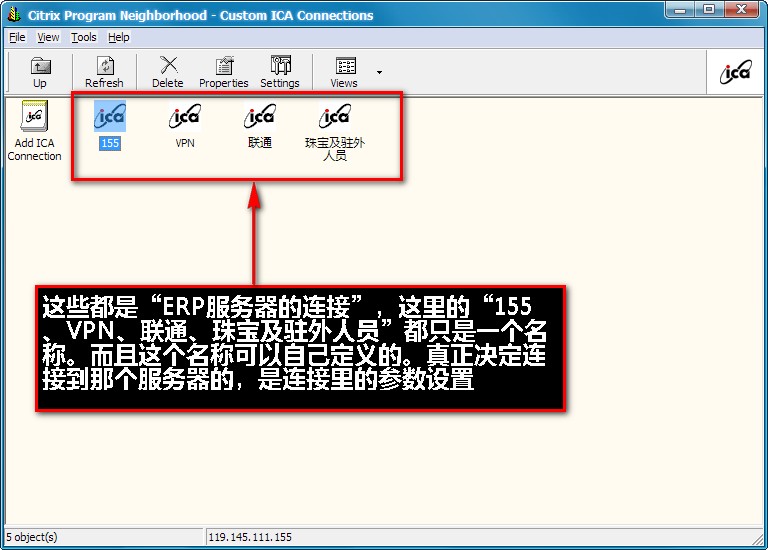 Citrix Program Neighborhood - Custom ICA Connections
File View Tools Help
Up Refresh Delete Properties Settings Views
ica
ica ica ica ica ica
Add ICA Connection
155
VPN
联通
珠宝及驻外人员
这些都是“ERP服务器的连接”，这里的“155
、VPN、联通、珠宝及驻外人员”都只是一个名
称。而且这个名称可以自己定义的。真正决定连
接到那个服务器的，是连接里的参数设置
5 object(s)
119.145.111.155